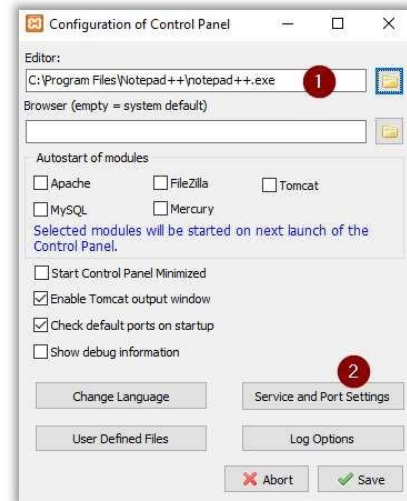 Configuration of Control Panel
Editor:
C:\Program Files\Notepad++\notepad++.exe
1
Browser (empty = system default)
Autostart of modules
Apache FileZilla Tomcat
MySQL Mercury
Selected modules will be started on next launch of the
Control Panel.
Start Control Panel Minimized
Enable Tomcat output window
Check default ports on startup
Show debug information
2
Change Language Service and Port Settings
User Defined Files Log Options
Abort Save